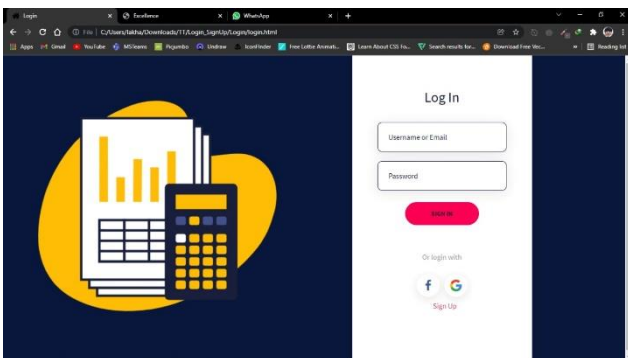 Login
Excellence
WhatsApp
File | C:/Users/lakha/Downloads/11/Login_SignUp/Login/login.html
Apps Gmail YouTube MSTeams Piqumbo Undraw IconFinder Free Lottie Animati... Learn About CSS Fo... Search results for... Download Free Vec... » Reading list
Log In
Username or Email
Password
SIGN IN
Or login with
Sign Up